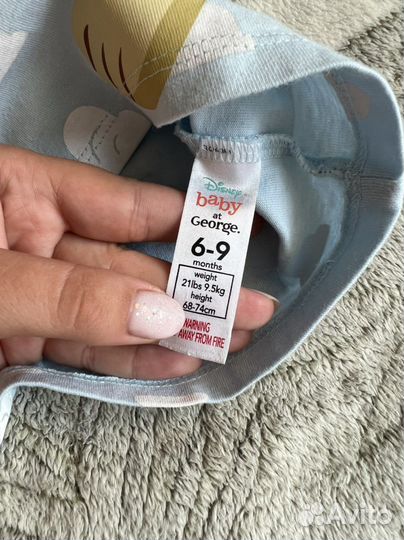 Disney
baby
at
George.
6-9
months
weight
21lbs 9.5kg
height
68-74cm
WARNING
AWAY FROM FIRE
Avito